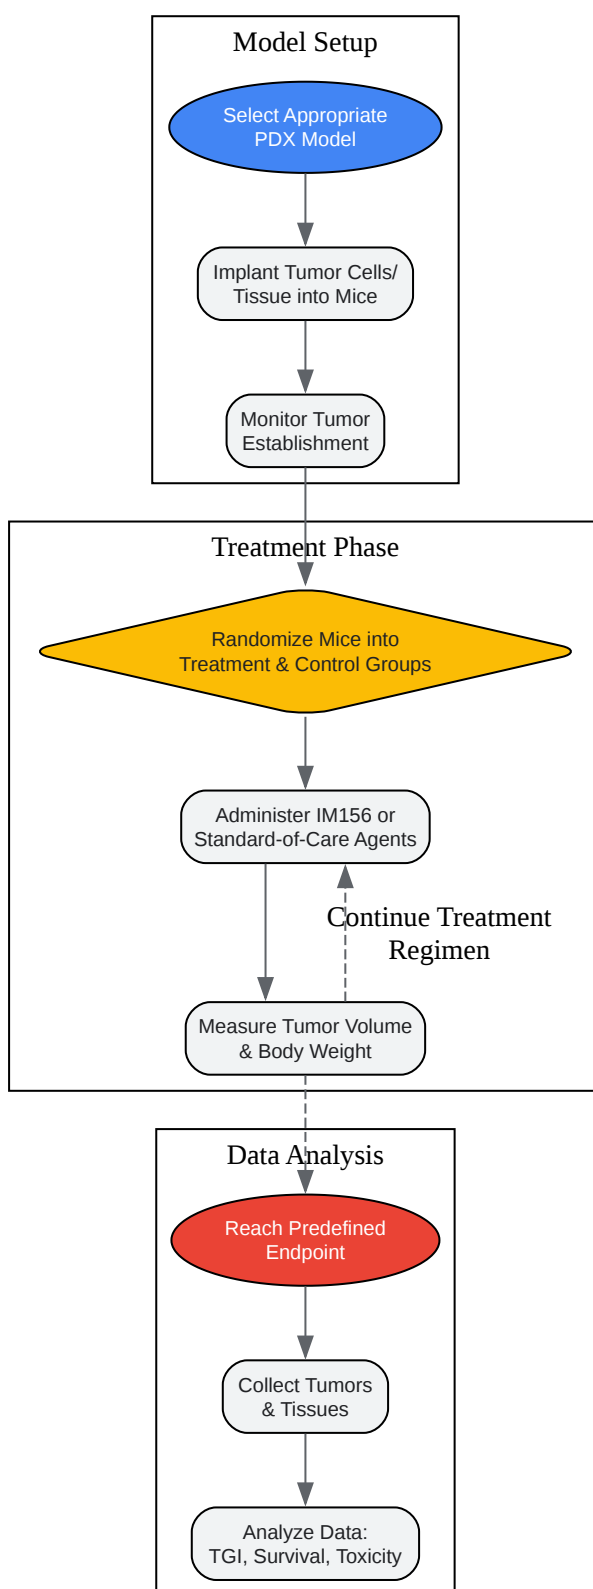 Model Setup
Select Appropriate
PDX Model
Implant Tumor Cells/
Tissue into Mice
Monitor Tumor
Establishment
Treatment Phase
Randomize Mice into
Treatment & Control Groups
Administer IM156 or
Standard-of-Care Agents
Continue Treatment
Regimen
Measure Tumor Volume
& Body Weight
Data Analysis
Reach Predefined
Endpoint
Collect Tumors
& Tissues
Analyze Data:
TGI, Survival, Toxicity